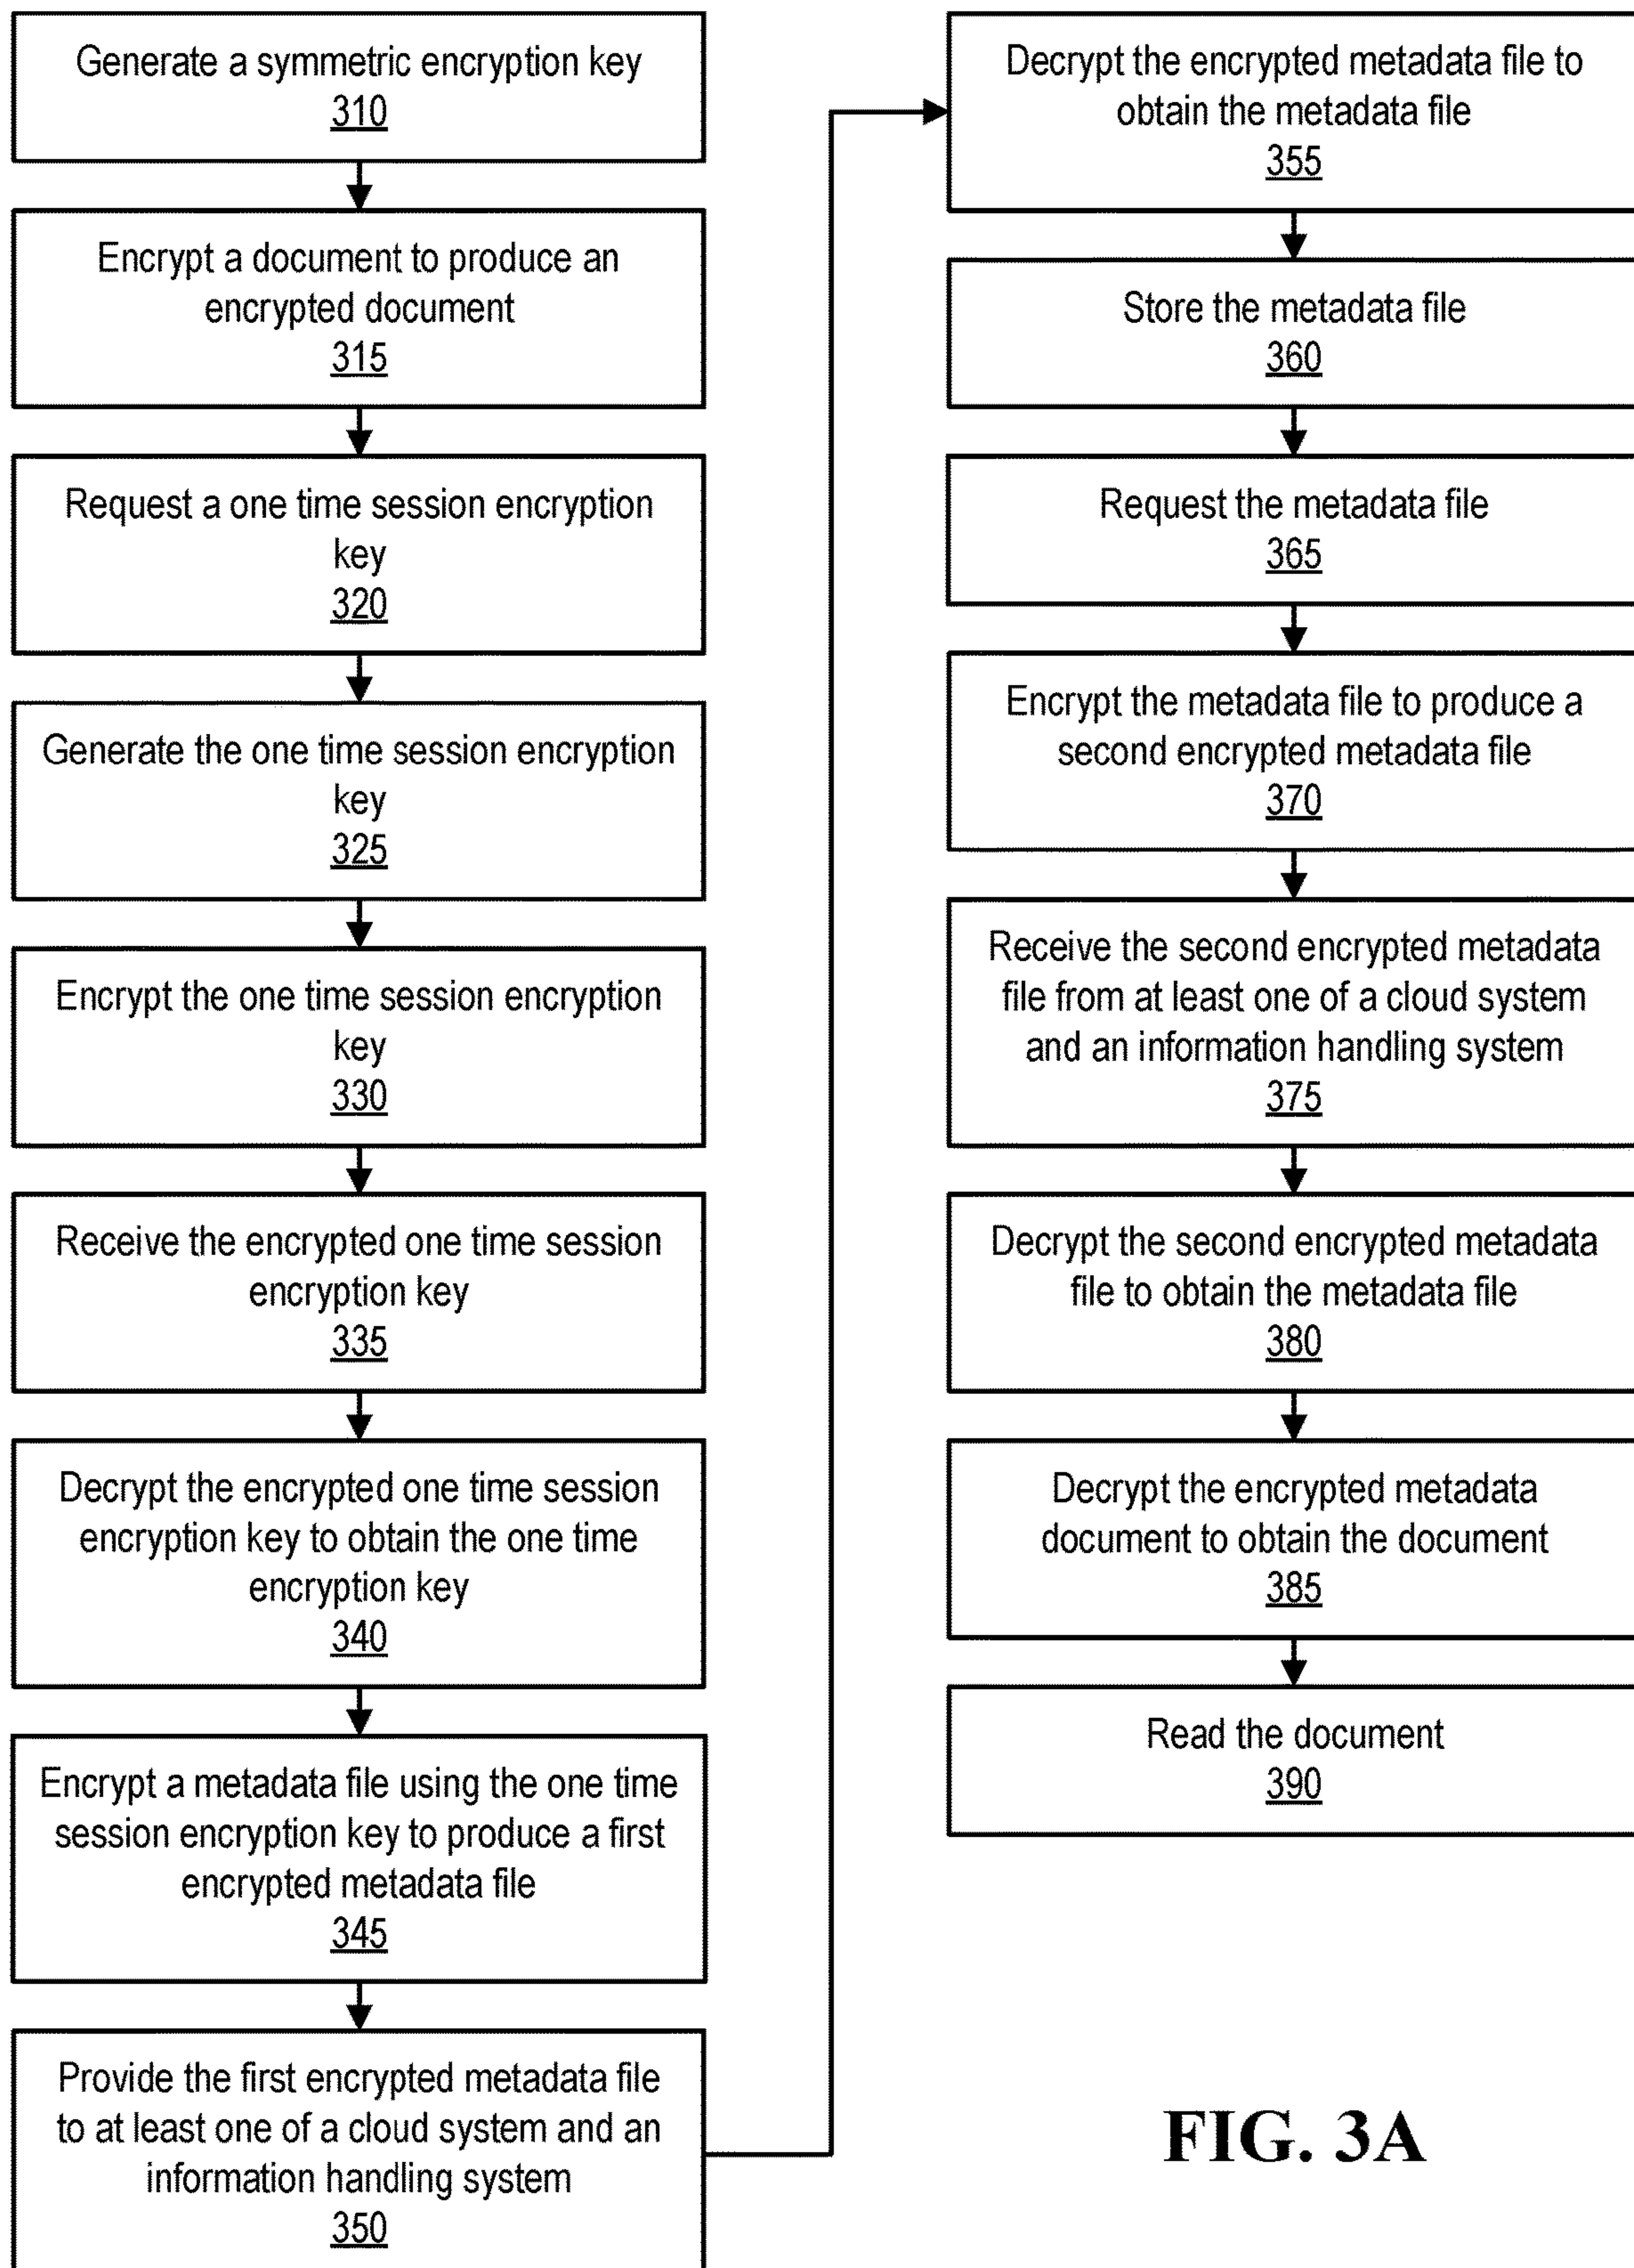 Generate a symmetric encryption key
310
Encrypt a document to produce an
encrypted document
315
Request a one time session encryption
key
320
Generate the one time session encryption
key
325
Encrypt the one time session encryption
key
330
Receive the encrypted one time session
encryption key
335
Decrypt the encrypted one time session
encryption key to obtain the one time
encryption key
340
Encrypt a metadata file using the one time
session encryption key to produce a first
encrypted metadata file
345
Provide the first encrypted metadata file
to at least one of a cloud system and an
information handling system
350
Decrypt the encrypted metadata file to
obtain the metadata file
355
Store the metadata file
360
Request the metadata file
365
Encrypt the metadata file to produce a
second encrypted metadata file
370
Receive the second encrypted metadata
file from at least one of a cloud system
and an information handling system
375
Decrypt the second encrypted metadata
file to obtain the metadata file
380
Decrypt the encrypted metadata
document to obtain the document
385
Read the document
390
FIG. 3A